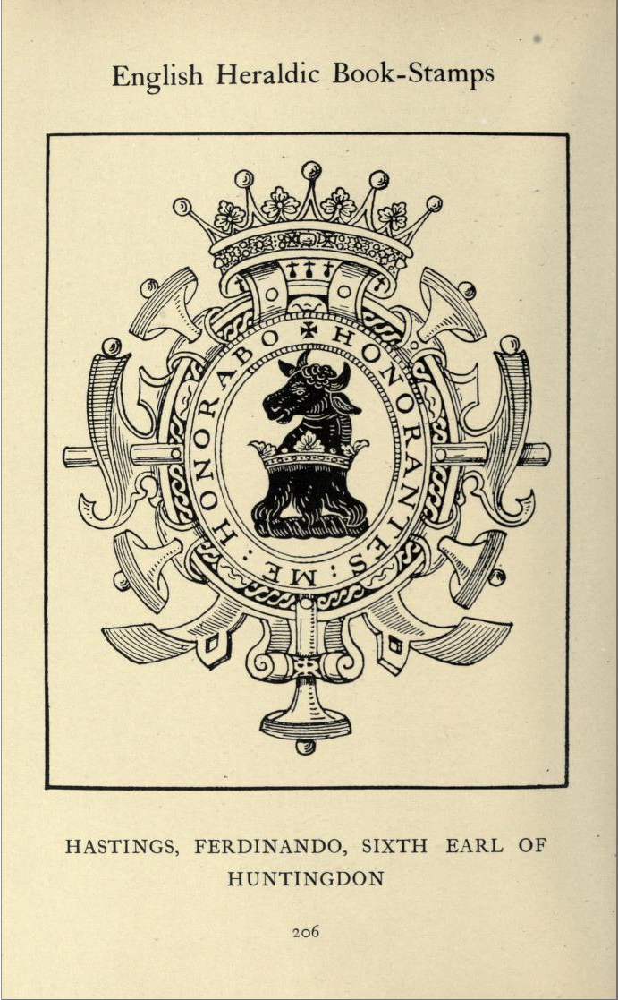 English Heraldic Book-Stamps
✠ HONORANTES : ME : HONORABO
HASTINGS, FERDINANDO, SIXTH EARL OF
HUNTINGDON
206